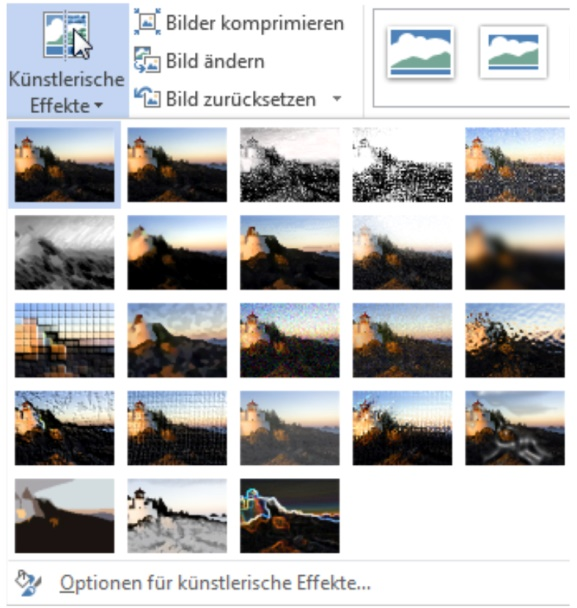 Künstlerische
Effekte
Bilder komprimieren
Bild ändern
Bild zurücksetzen
Optionen für künstlerische Effekte...